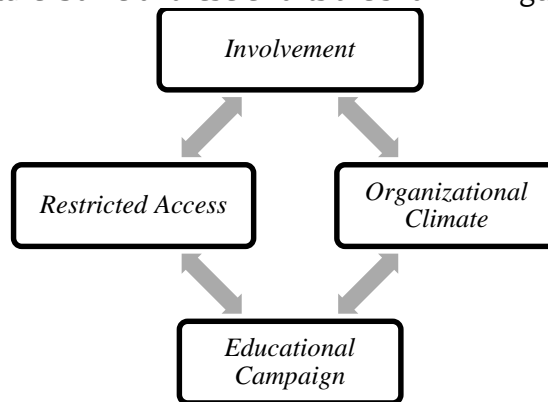 Involvement
Restricted Access
Organizational
Climate
Educational
Campaign